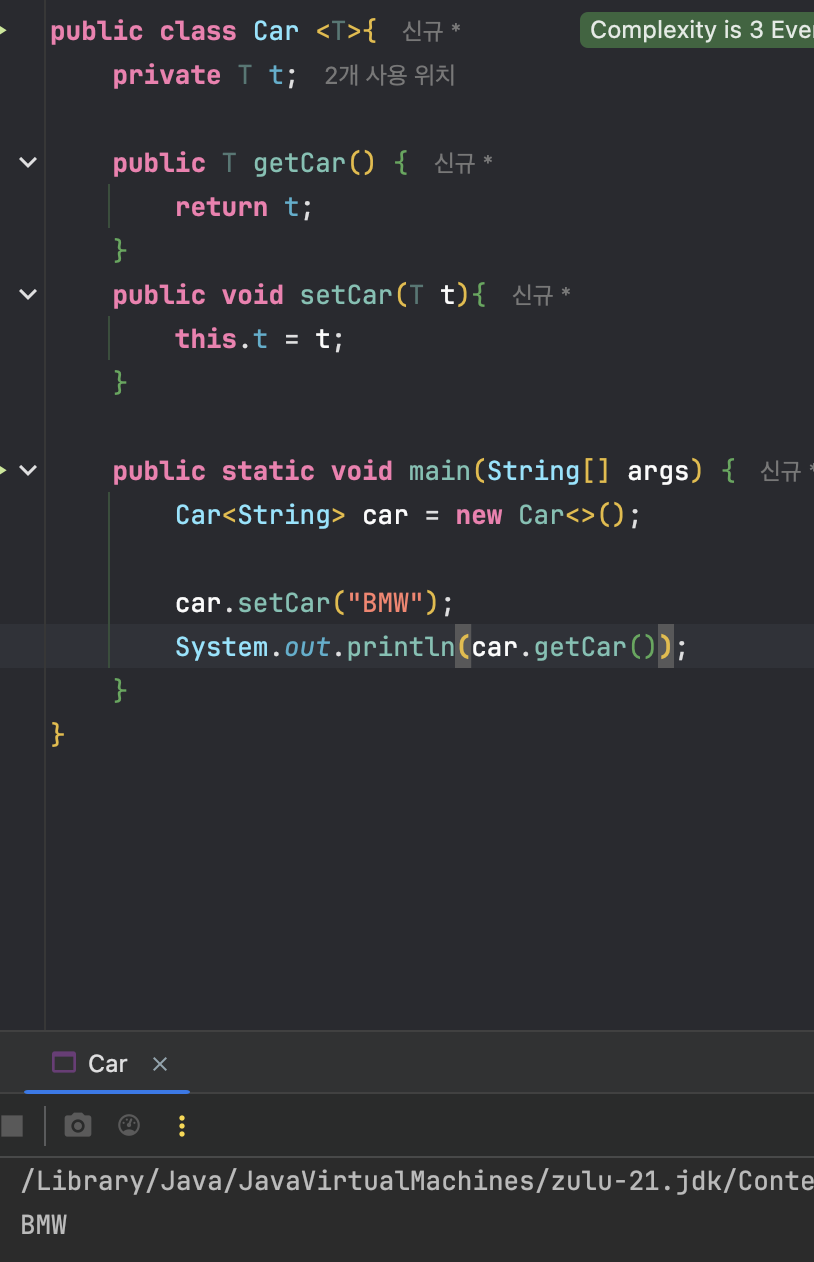 public class Car <T>{ 신규 *
Complexity is 3 Ever
private T t; 2개 사용 위치
public T getCar() { 신규 *
return t;
}
public void setCar(T t){ 신규 *
this.t = t;
}
public static void main(String[] args) { 신규 *
Car<String> car = new Car<>();
car.setCar("BMW");
System.out.println(car.getCar());
}
}
Car
/Library/Java/JavaVirtualMachines/zulu-21.jdk/Conte
BMW